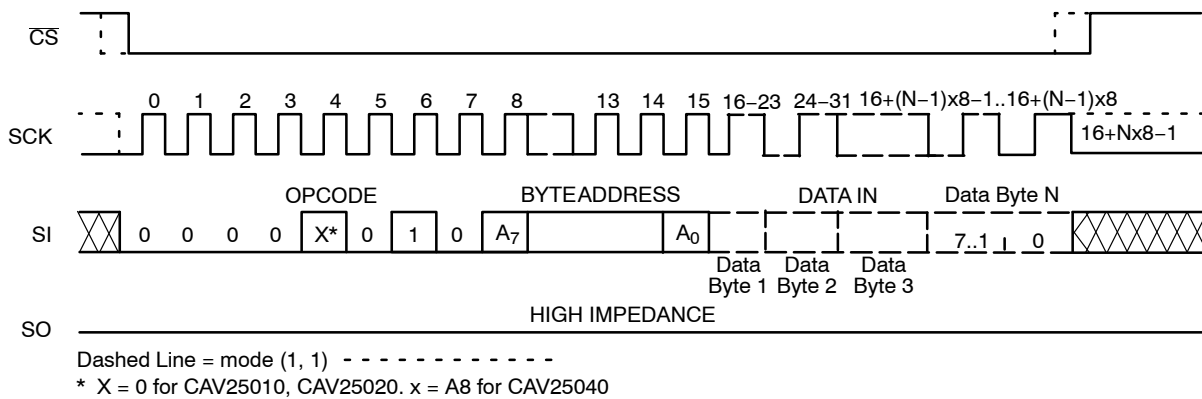 CS
0 1 2 3 4 5 6 7 8 13 14 15 16−23 24−31 16+(N−1)x8−1..16+(N−1)x8
SCK
16+Nx8−1
OPCODE BYTEADDRESS DATA IN Data Byte N
SI
0 0 0 0 X* 0 1 0 A7 A0 7..1 0
Data Byte 1
Data Byte 2
Data Byte 3
HIGH IMPEDANCE
SO
Dashed Line = mode (1, 1) − − − − − − − − − − − −
* X = 0 for CAV25010, CAV25020. x = A8 for CAV25040